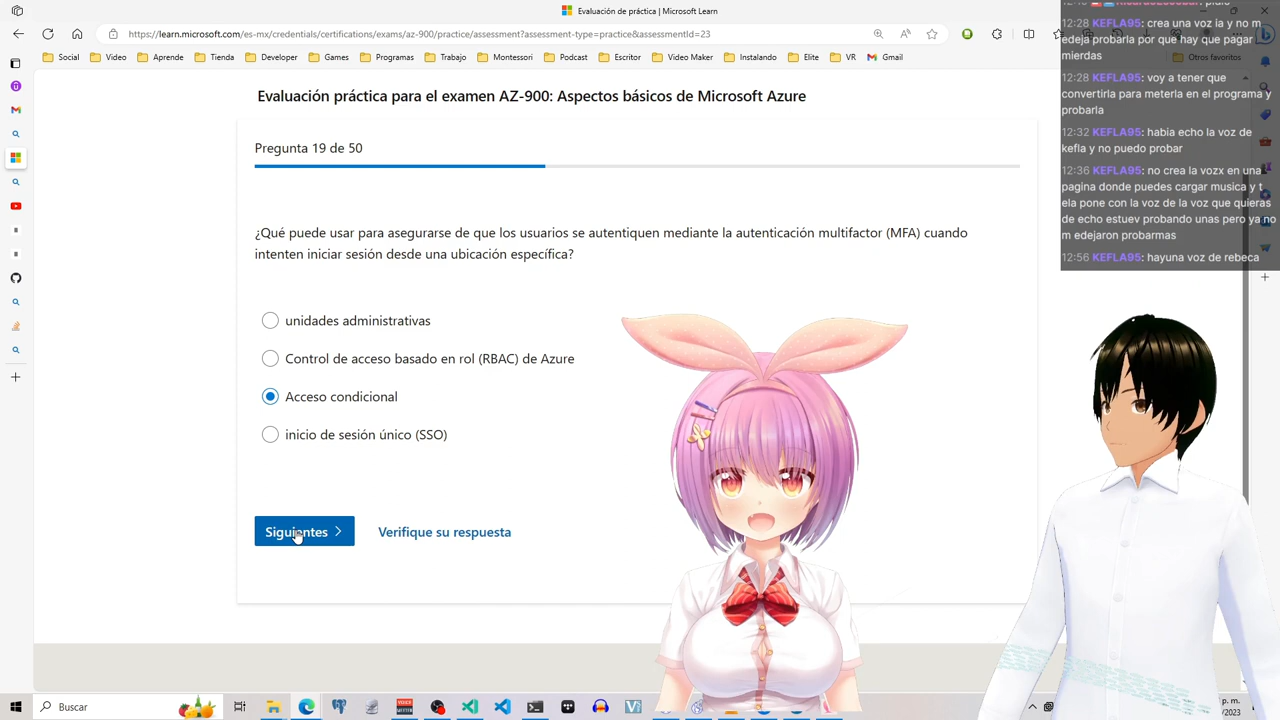 Evaluación de práctica | Microsoft Learn
https://learn.microsoft.com/es-mx/credentials/certifications/exams/az-900/practice/assessment?assessment-type=practice&assessmentId=23
Social
Video
Aprende
Tienda
Developer
Games
Programas
Trabajo
Montessori
Podcast
Escritor
Video Maker
Instalando
Elite
VR
Gmail
Otros favoritos
Evaluación práctica para el examen AZ-900: Aspectos básicos de Microsoft Azure
Pregunta 19 de 50
¿Qué puede usar para asegurarse de que los usuarios se autentiquen mediante la autenticación multifactor (MFA) cuando
intenten iniciar sesión desde una ubicación específica?
unidades administrativas
Control de acceso basado en rol (RBAC) de Azure
Acceso condicional
inicio de sesión único (SSO)
Siguientes
Verifique su respuesta
12:28 KEFLA95: crea una voz ia y no m
edeja probarla por que hay que pagar
mierdas
12:28 KEFLA95: voy a tener que
convertirla para meterla en el programa y
probarla
12:32 KEFLA95: habia echo la voz de
kefla y no puedo probar
12:36 KEFLA95: no crea la vozx en una
pagina donde puedes cargar musica y t
ela pone con la voz de la voz que quieras
de echo estuev probando unas pero ya no
m edejaron probarmas
12:56 KEFLA95: hayuna voz de rebeca
Buscar
p. m.
/2023